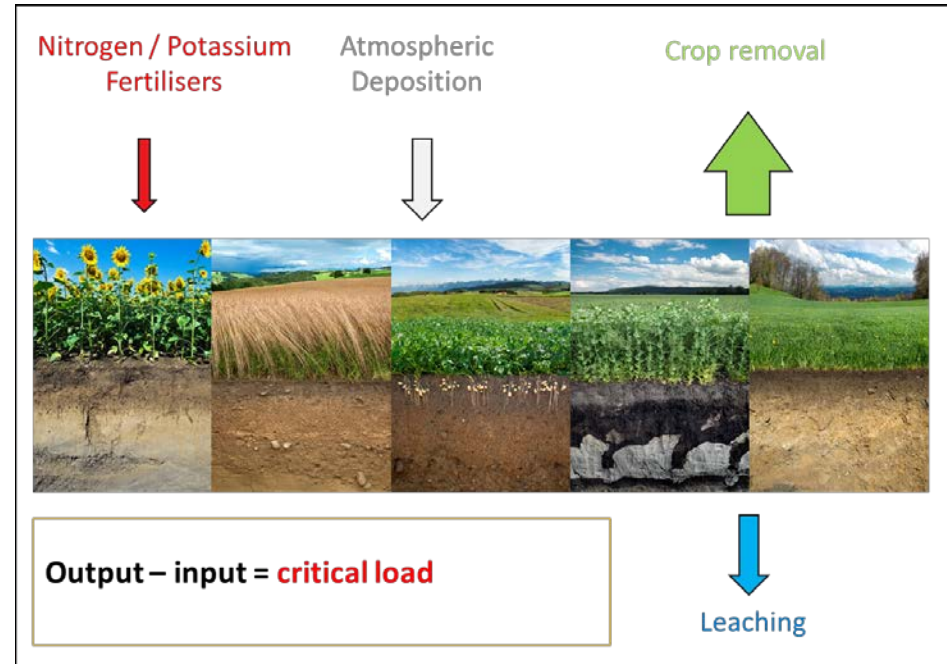 Nitrogen / Potassium
Fertilisers
Atmospheric
Deposition
Crop removal
Output – input = critical load
Leaching